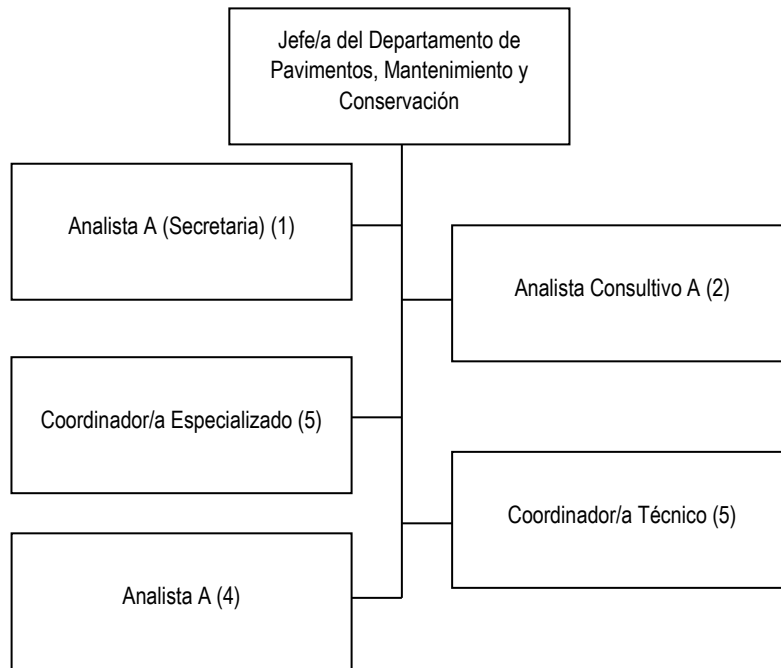 Jefe/a del Departamento de
Pavimentos, Mantenimiento y
Conservación
Analista A (Secretaria) (1)
Analista Consultivo A (2)
Coordinador/a Especializado (5)
Coordinador/a Técnico (5)
Analista A (4)